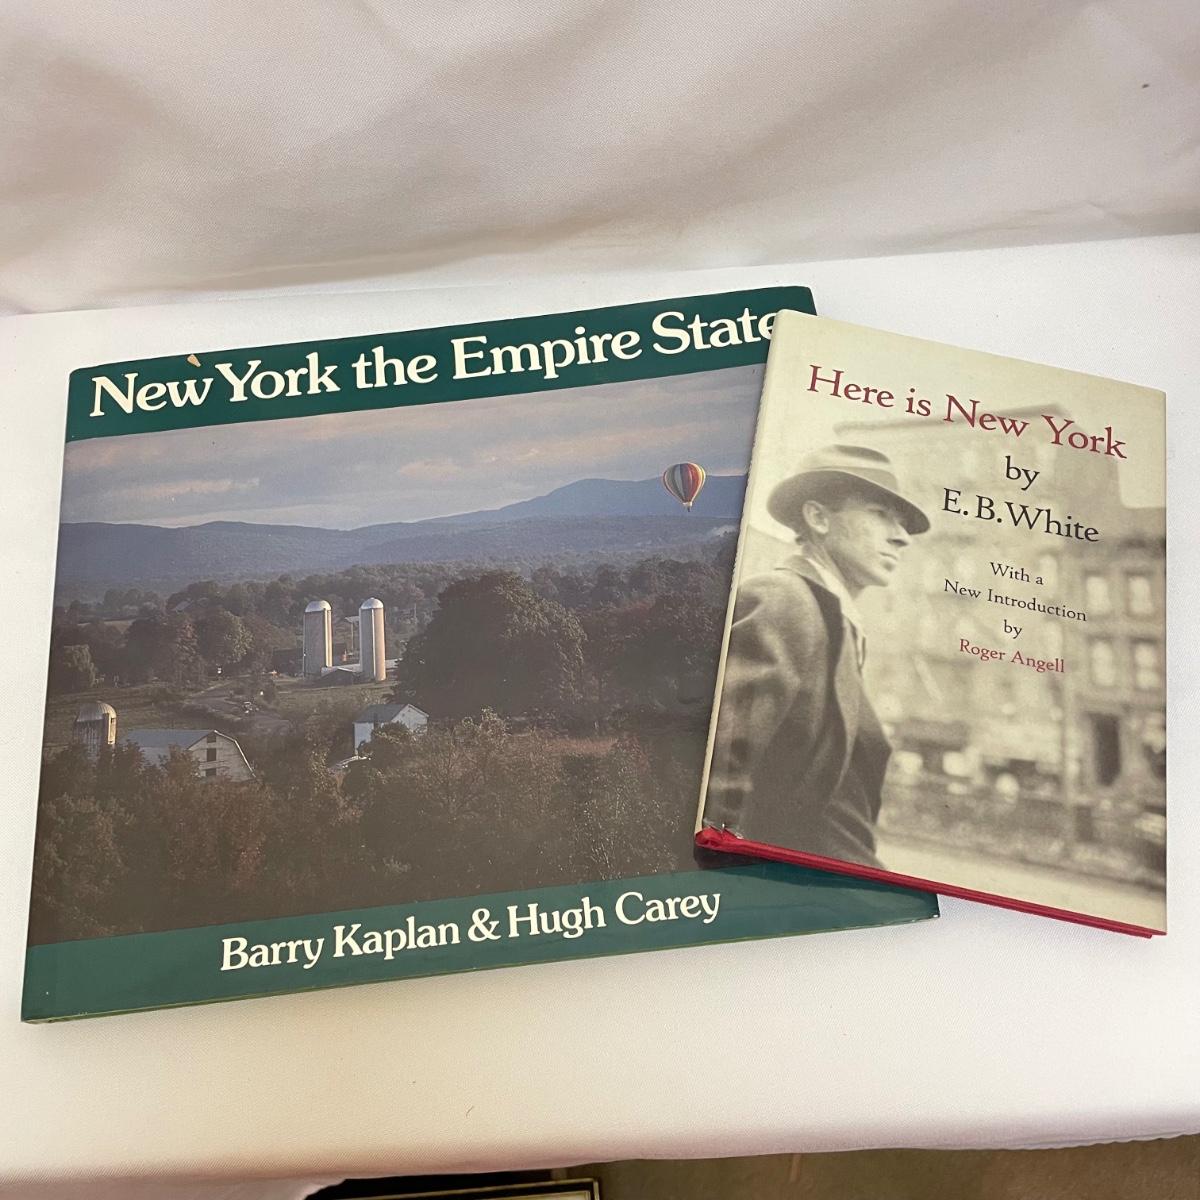 New York the Empire State
Barry Kaplan & Hugh Carey
Here is New York
by
E.B.White
With a
New Introduction
by
Roger Angell